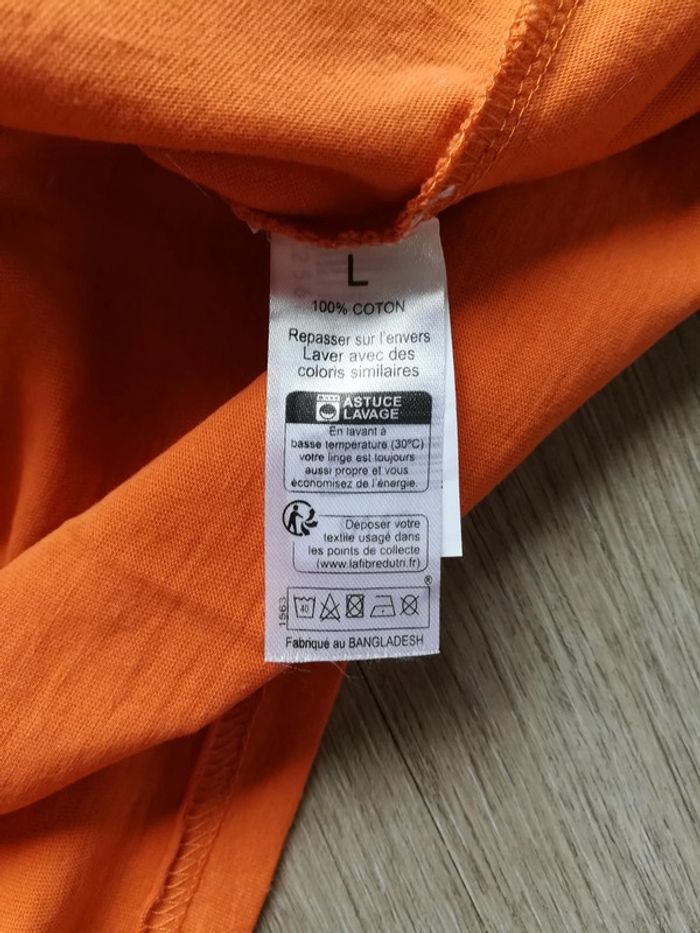 L
100% COTON
Repasser sur l'envers
Laver avec des
coloris similaires
ASTUCE
LAVAGE
En lavant à
basse température (30°C)
votre linge est toujours
aussi propre et vous
économisez de l'énergie.
Déposer votre
textile usagé dans
les points de collecte
(www.lafibredutri.fr)
®
1563
40
Fabriqué au BANGLADESH